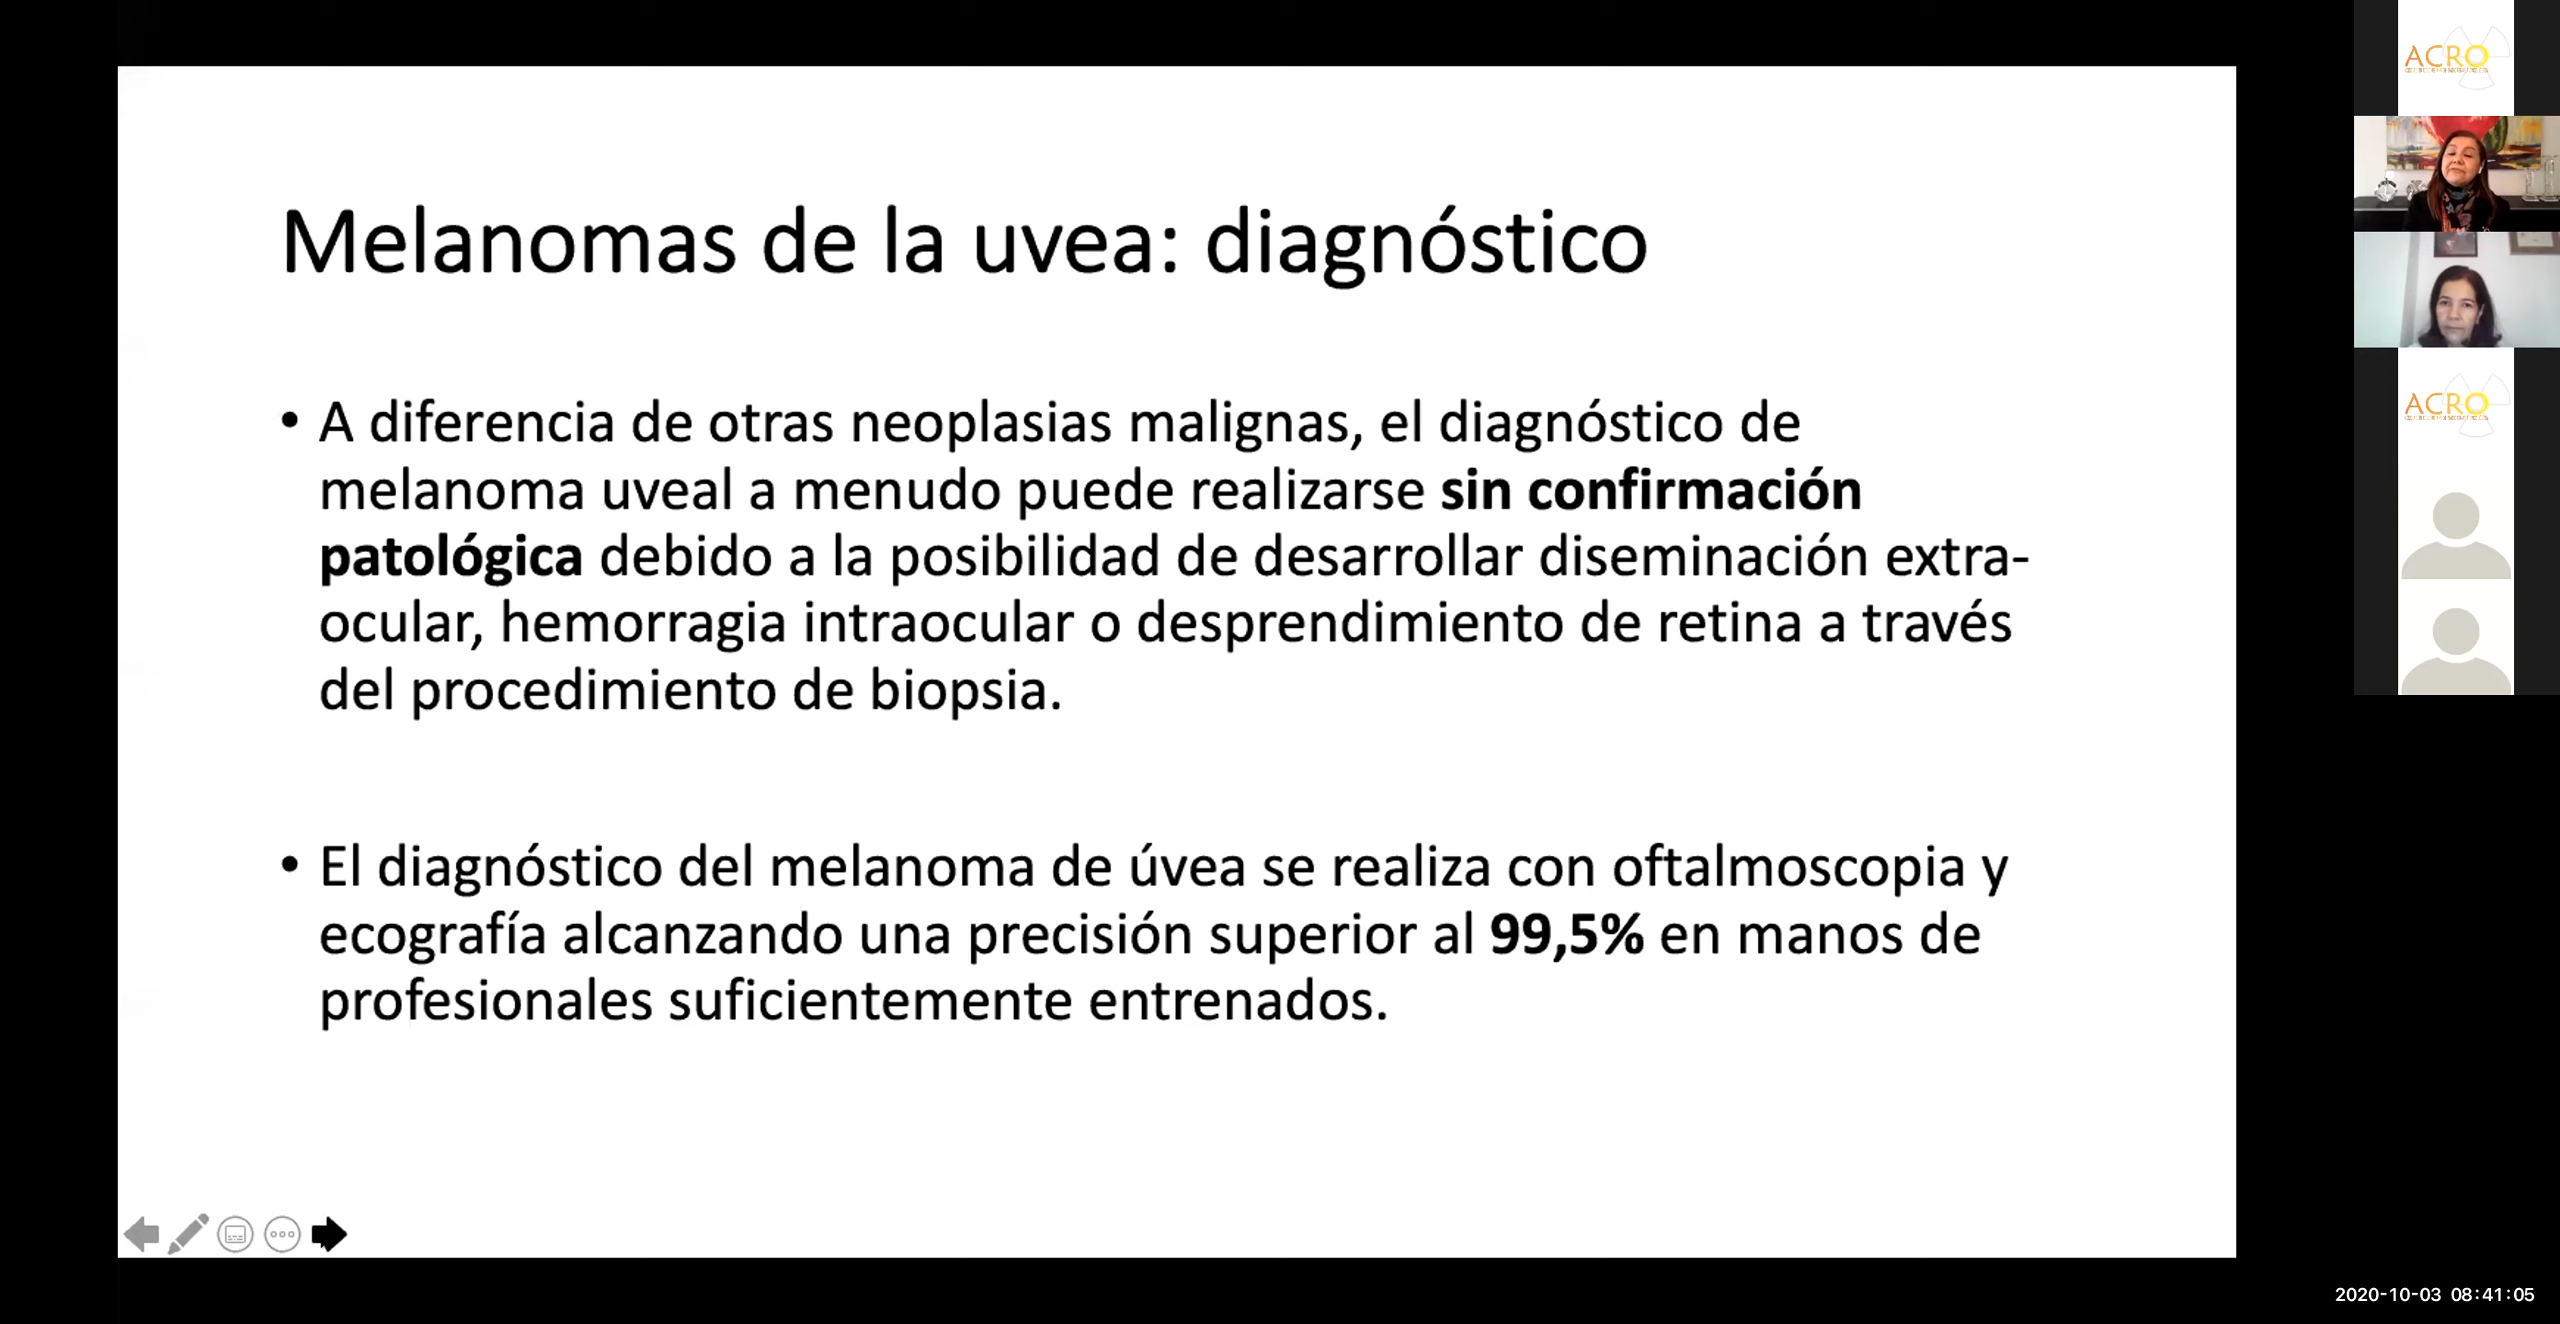 Melanomas de la uvea: diagnóstico
• A diferencia de otras neoplasias malignas, el diagnóstico de
melanoma uveal a menudo puede realizarse sin confirmación
patológica debido a la posibilidad de desarrollar diseminación extra-
ocular, hemorragia intraocular o desprendimiento de retina a través
del procedimiento de biopsia.
• El diagnóstico del melanoma de úvea se realiza con oftalmoscopia y
ecografía alcanzando una precisión superior al 99,5% en manos de
profesionales suficientemente entrenados.
ACRO
ACRO
2020-10-03 08:41:05